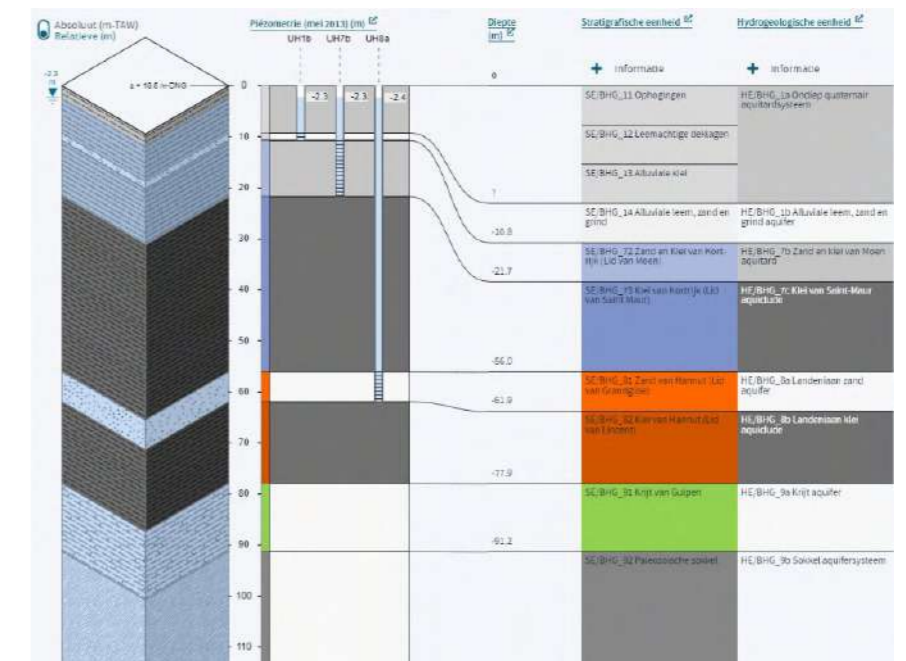 Absoluut (m-TAW)
Relatieve (m)
Piëzometrie (mei 2013) (m)
UH1b UH7b UH8a
Diepte
(m)
Stratigrafische eenheid
Hydrogeologische eenheid
+ Informatie
+ Informatie
-2.3
m
0
0
-2.3
-2.3
-2.4
10
20
30
40
50
60
70
80
90
100
110
-10.8
-21.7
-56.0
-61.9
-77.9
-91.2
SE/BHG_11 Ophogingen
SE/BHG_12 Leemachtige deklagen
SE/BHG_13 Alluviale klei
SE/BHG_14 Alluviale leem, zand en
grind
SE/BHG_72 Zand en Klei van Kort-
rijk (Lid van Moen)
SE/BHG_73 Klei van Kortrijk (Lid
van Saint Maur)
SE/BHG_81 Zand van Hannut (Lid
van Grandglise)
SE/BHG_82 Klei van Hannut (Lid
van Lincent)
SE/BHG_91 Krijt van Gulpen
SE/BHG_92 Paleozoïsche sokkel
HE/BHG_1a Ondiep quaternair
aquitardsysteem
HE/BHG_1b Alluviale leem, zand en
grind aquifer
HE/BHG_7b Zand en klei van Moen
aquitard
HE/BHG_7c Klei van Saint-Maur
aquiclude
HE/BHG_8a Landeniaan zand
aquifer
HE/BHG_8b Landeniaan klei
aquiclude
HE/BHG_9a Krijt aquifer
HE/BHG_9b Sokkel aquifersysteem